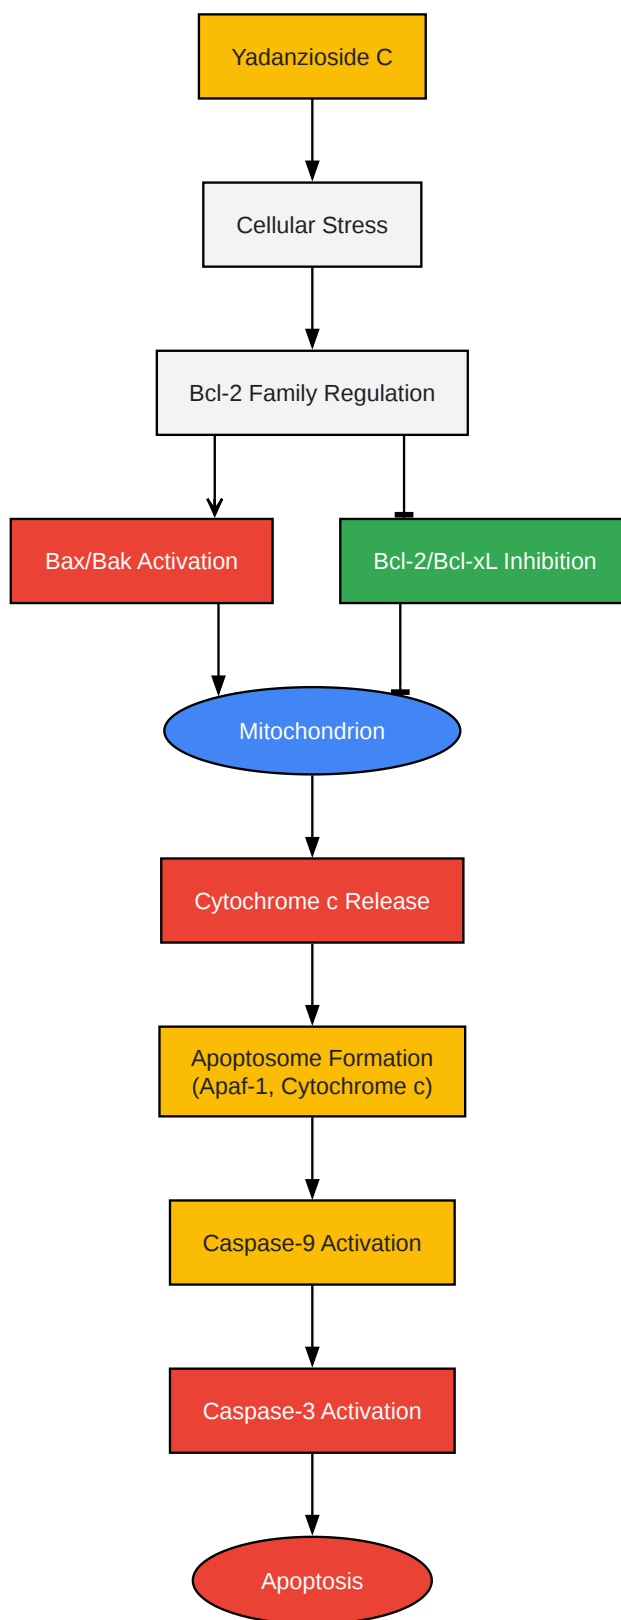 Yadanzioside C
Cellular Stress
Bcl-2 Family Regulation
Bax/Bak Activation
Bcl-2/Bcl-xL Inhibition
Mitochondrion
Cytochrome c Release
Apoptosome Formation
(Apaf-1, Cytochrome c)
Caspase-9 Activation
Caspase-3 Activation
Apoptosis